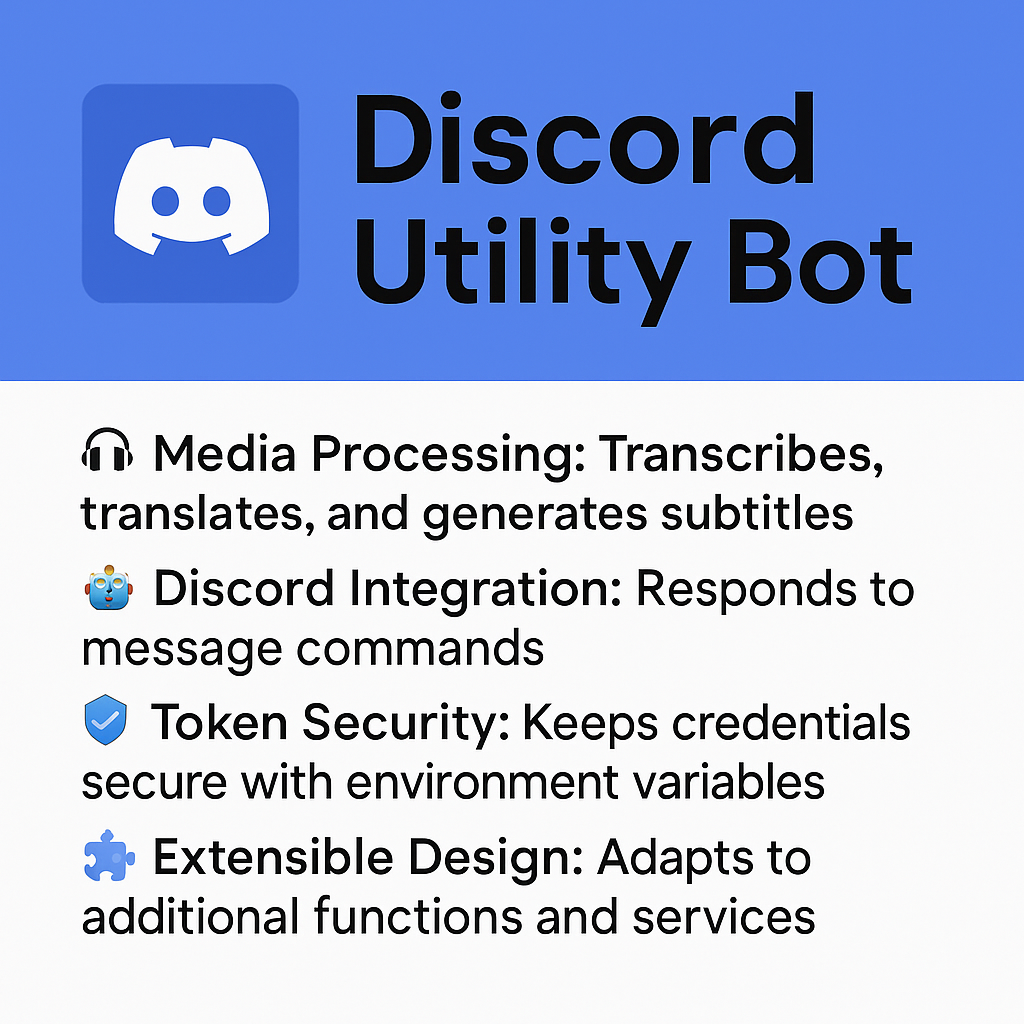 Discord
Utility Bot
🎧 Media Processing: Transcribes,
translates, and generates subtitles
🤖 Discord Integration: Responds to
message commands
🛡️ Token Security: Keeps credentials
secure with environment variables
🧩 Extensible Design: Adapts to
additional functions and services